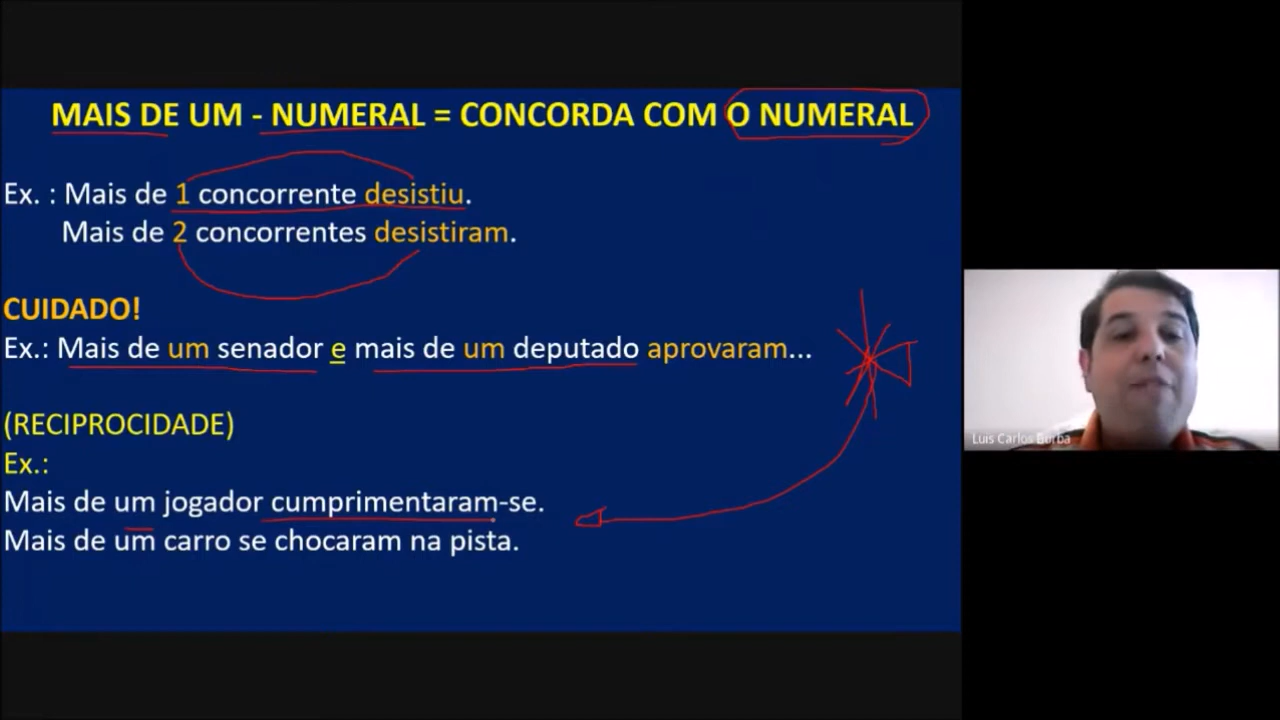 MAIS DE UM - NUMERAL = CONCORDA COM O NUMERAL
Ex. : Mais de 1 concorrente desistiu.
Mais de 2 concorrentes desistiram.
CUIDADO!
Ex.: Mais de um senador e mais de um deputado aprovaram...
(RECIPROCIDADE)
Ex.:
Mais de um jogador cumprimentaram-se.
Mais de um carro se chocaram na pista.
Luis Carlos Burba